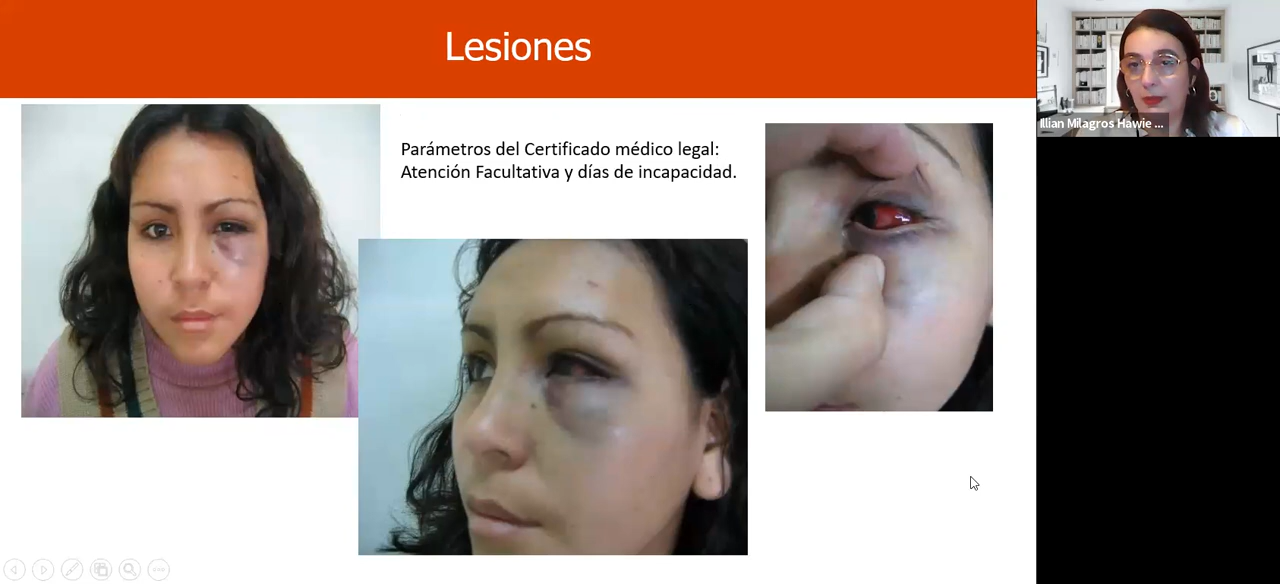 Lesiones
Parámetros del Certificado médico legal:
Atención Facultativa y días de incapacidad.
Illian Milagros Hawie ...